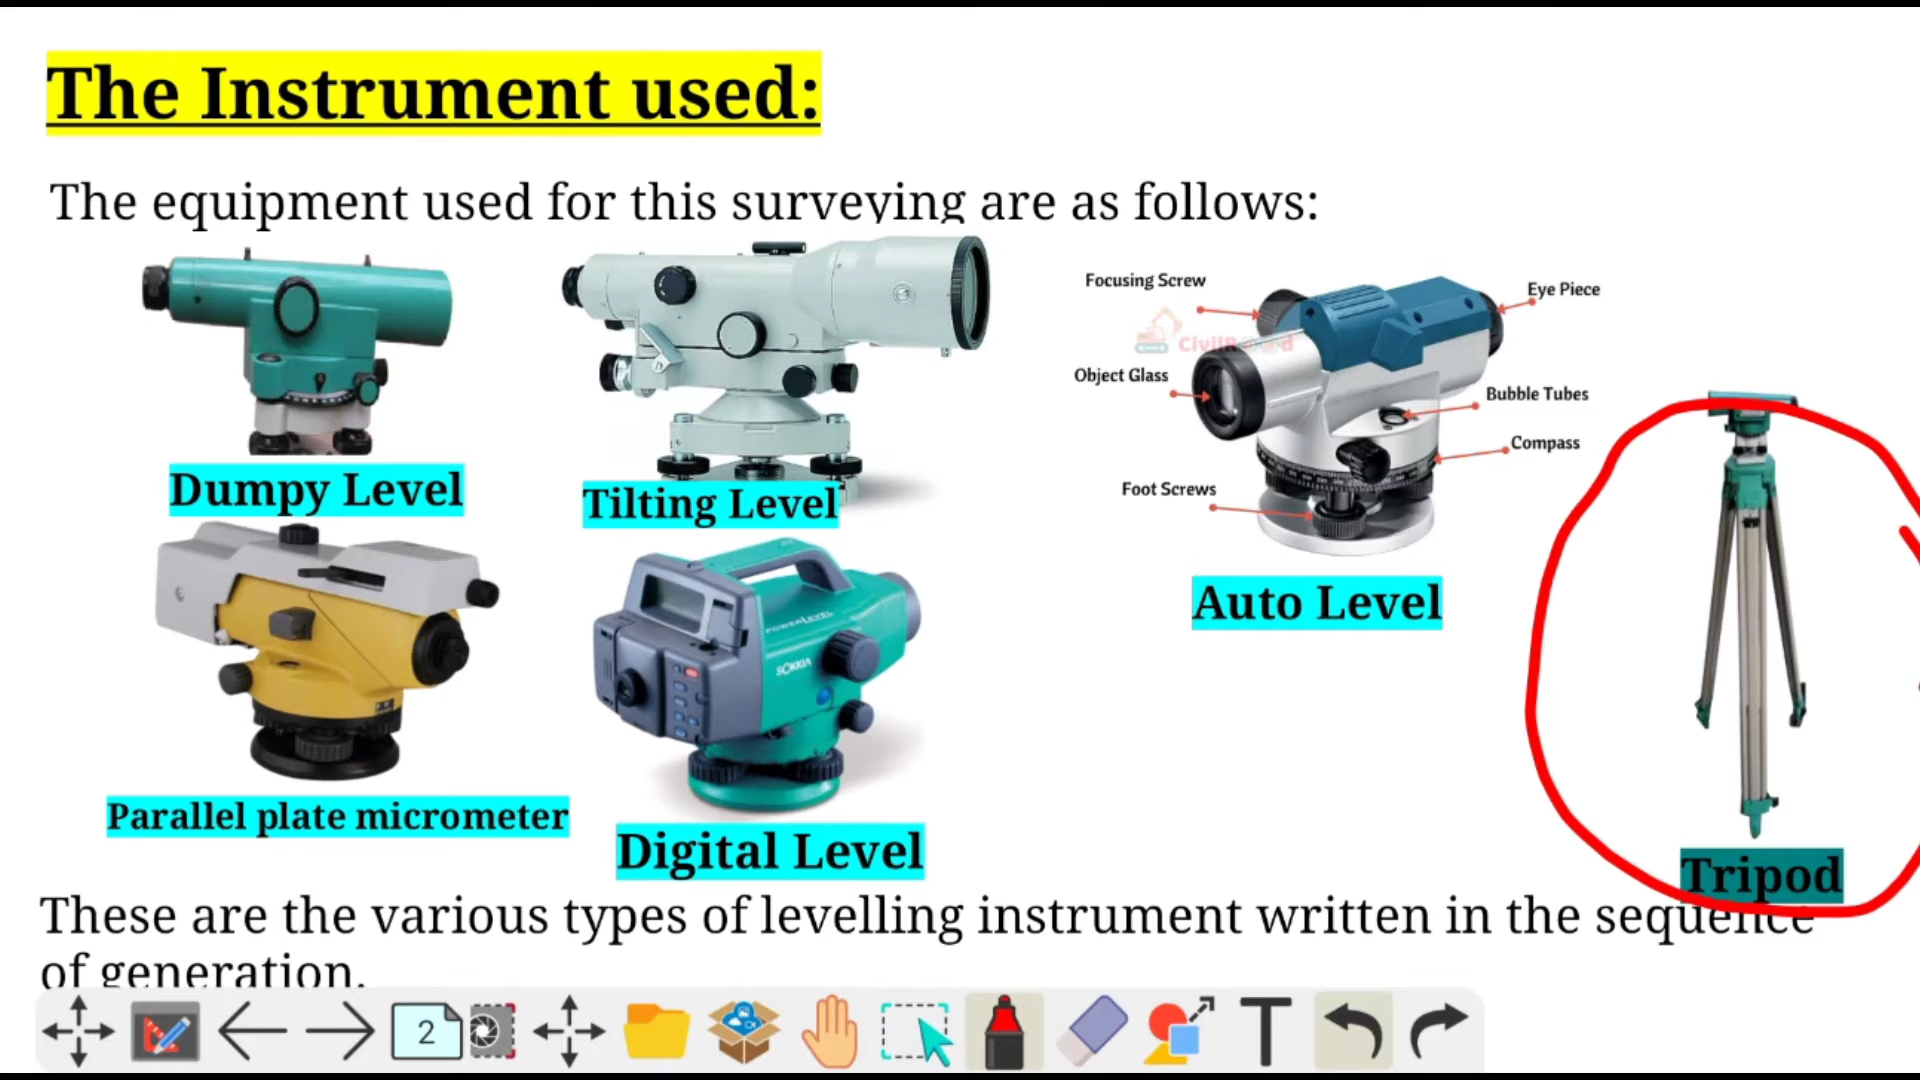 The Instrument used:
The equipment used for this surveying are as follows:
Focusing Screw
Eye Piece
Object Glass
Bubble Tubes
Compass
Foot Screws
Dumpy Level
Tilting Level
Auto Level
POWERLEVEL
SOKKIA
Parallel plate micrometer
Digital Level
Tripod
These are the various types of levelling instrument written in the sequence
of generation.
2
T